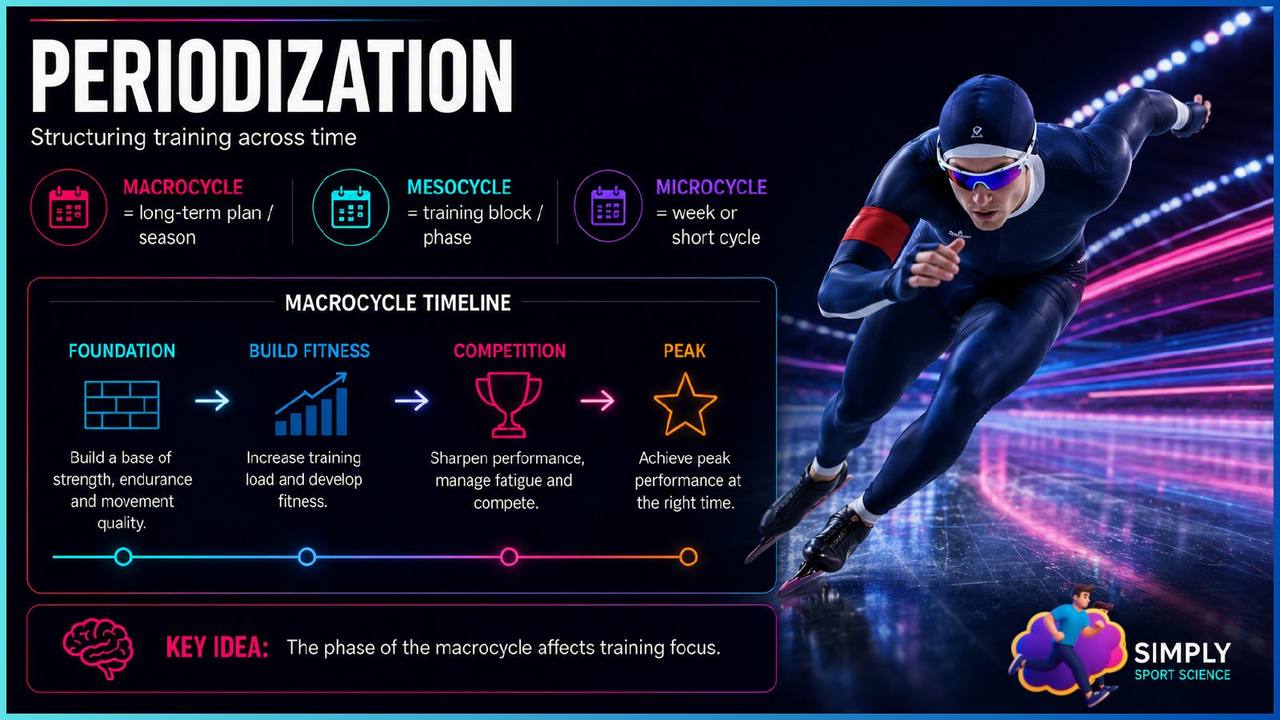 PERIODIZATION
Structuring training across time
MACROCYCLE
= long-term plan /
season
MESOCYCLE
= training block /
phase
MICROCYCLE
= week or
short cycle
MACROCYCLE TIMELINE
FOUNDATION
Build a base of
strength, endurance
and movement
quality.
BUILD FITNESS
Increase training
load and develop
fitness.
COMPETITION
Sharpen performance,
manage fatigue and
compete.
PEAK
Achieve peak
performance at
the right time.
KEY IDEA: The phase of the macrocycle affects training focus.
SIMPLY
SPORT SCIENCE